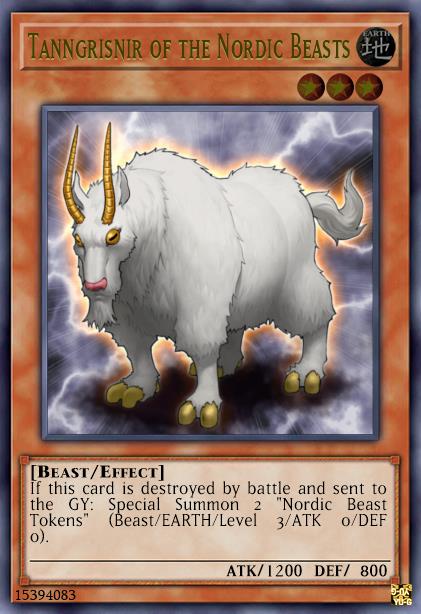 TANNGRISNIR OF THE NORDIC BEASTS
EARTH
地
[BEAST/EFFECT]
If this card is destroyed by battle and sent to
the GY: Special Summon 2 "Nordic Beast
Tokens" (Beast/EARTH/Level 3/ATK 0/DEF
0).
ATK/1200 DEF/ 800
15394083